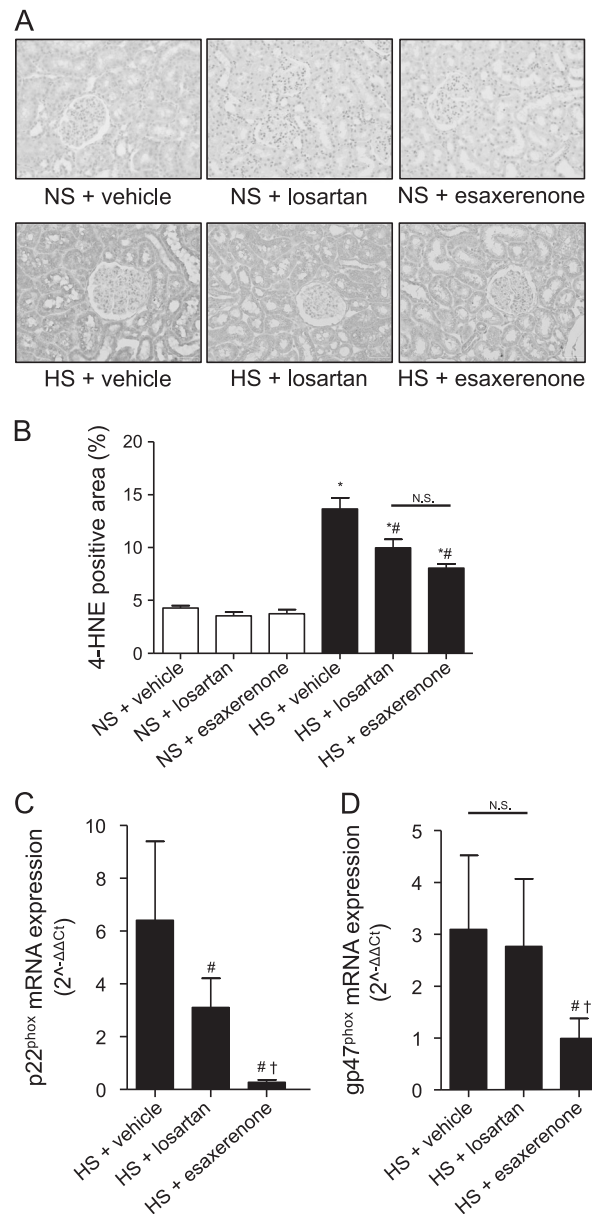 A
NS + vehicle
NS + losartan
NS + esaxerenone
HS + vehicle
HS + losartan
HS + esaxerenone
B
4-HNE positive area (%)
20
15
10
5
0
*
*#
N.S.
*#
NS + vehicle
NS + losartan
NS + esaxerenone
HS + vehicle
HS + losartan
HS + esaxerenone
C
p22phox mRNA expression
(2^-ΔΔCt)
10
8
6
4
2
0
#
# †
HS + vehicle
HS + losartan
HS + esaxerenone
D
gp47phox mRNA expression
(2^-ΔΔCt)
N.S.
5
4
3
2
1
0
# †
HS + vehicle
HS + losartan
HS + esaxerenone